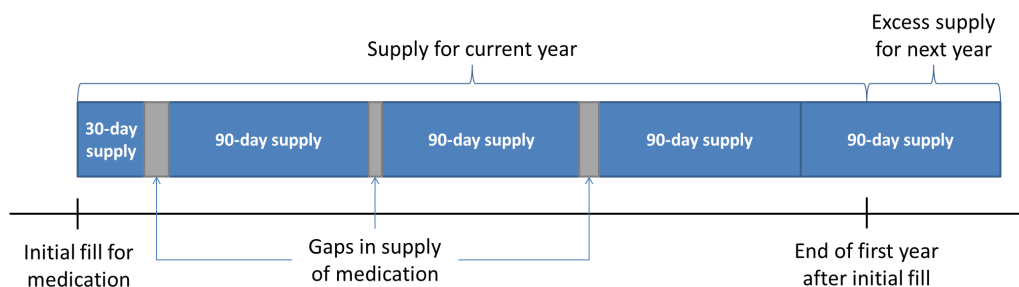 Supply for current year
Excess supply
for next year
30-day
supply
90-day supply
90-day supply
90-day supply
90-day supply
Initial fill for
medication
Gaps in supply
of medication
End of first year
after initial fill